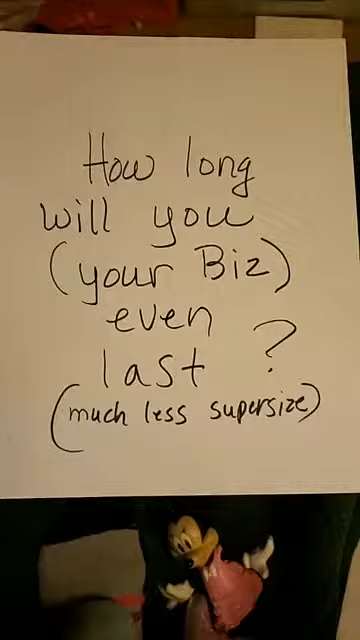 How long
will you
(your Biz)
even
last ?
(much less supersize)